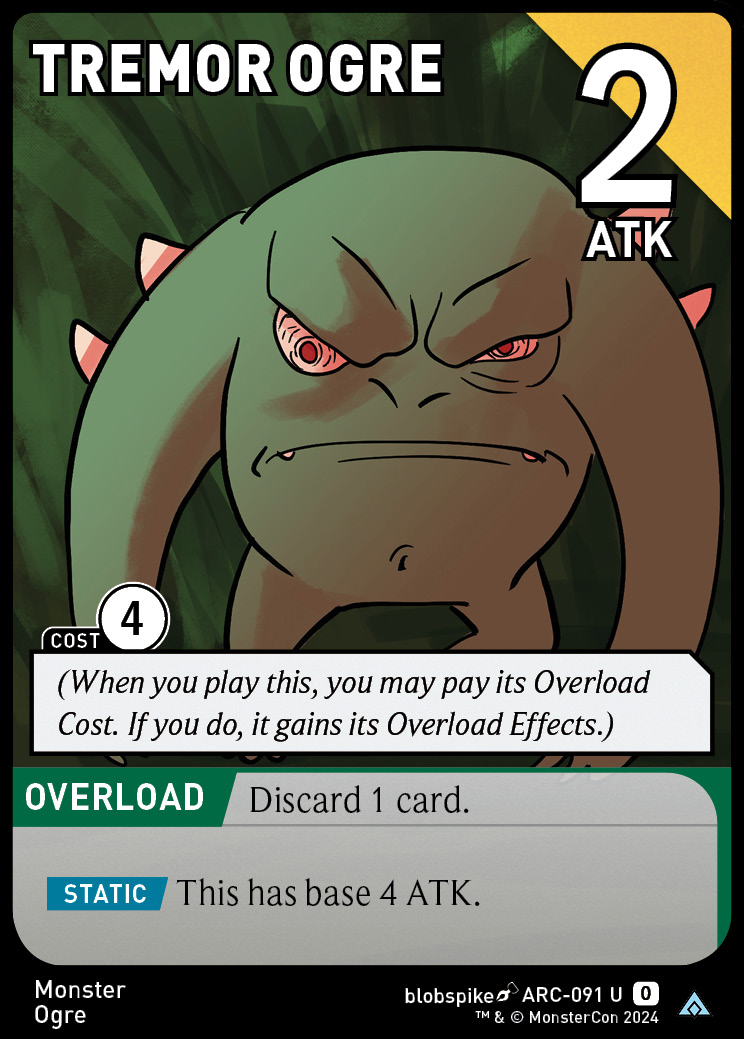 TREMOR OGRE
2
ATK
COST 4
(When you play this, you may pay its Overload
Cost. If you do, it gains its Overload Effects.)
OVERLOAD Discard 1 card.
STATIC This has base 4 ATK.
Monster
Ogre
blobspike ARC-091 U 0
™ & © MonsterCon 2024